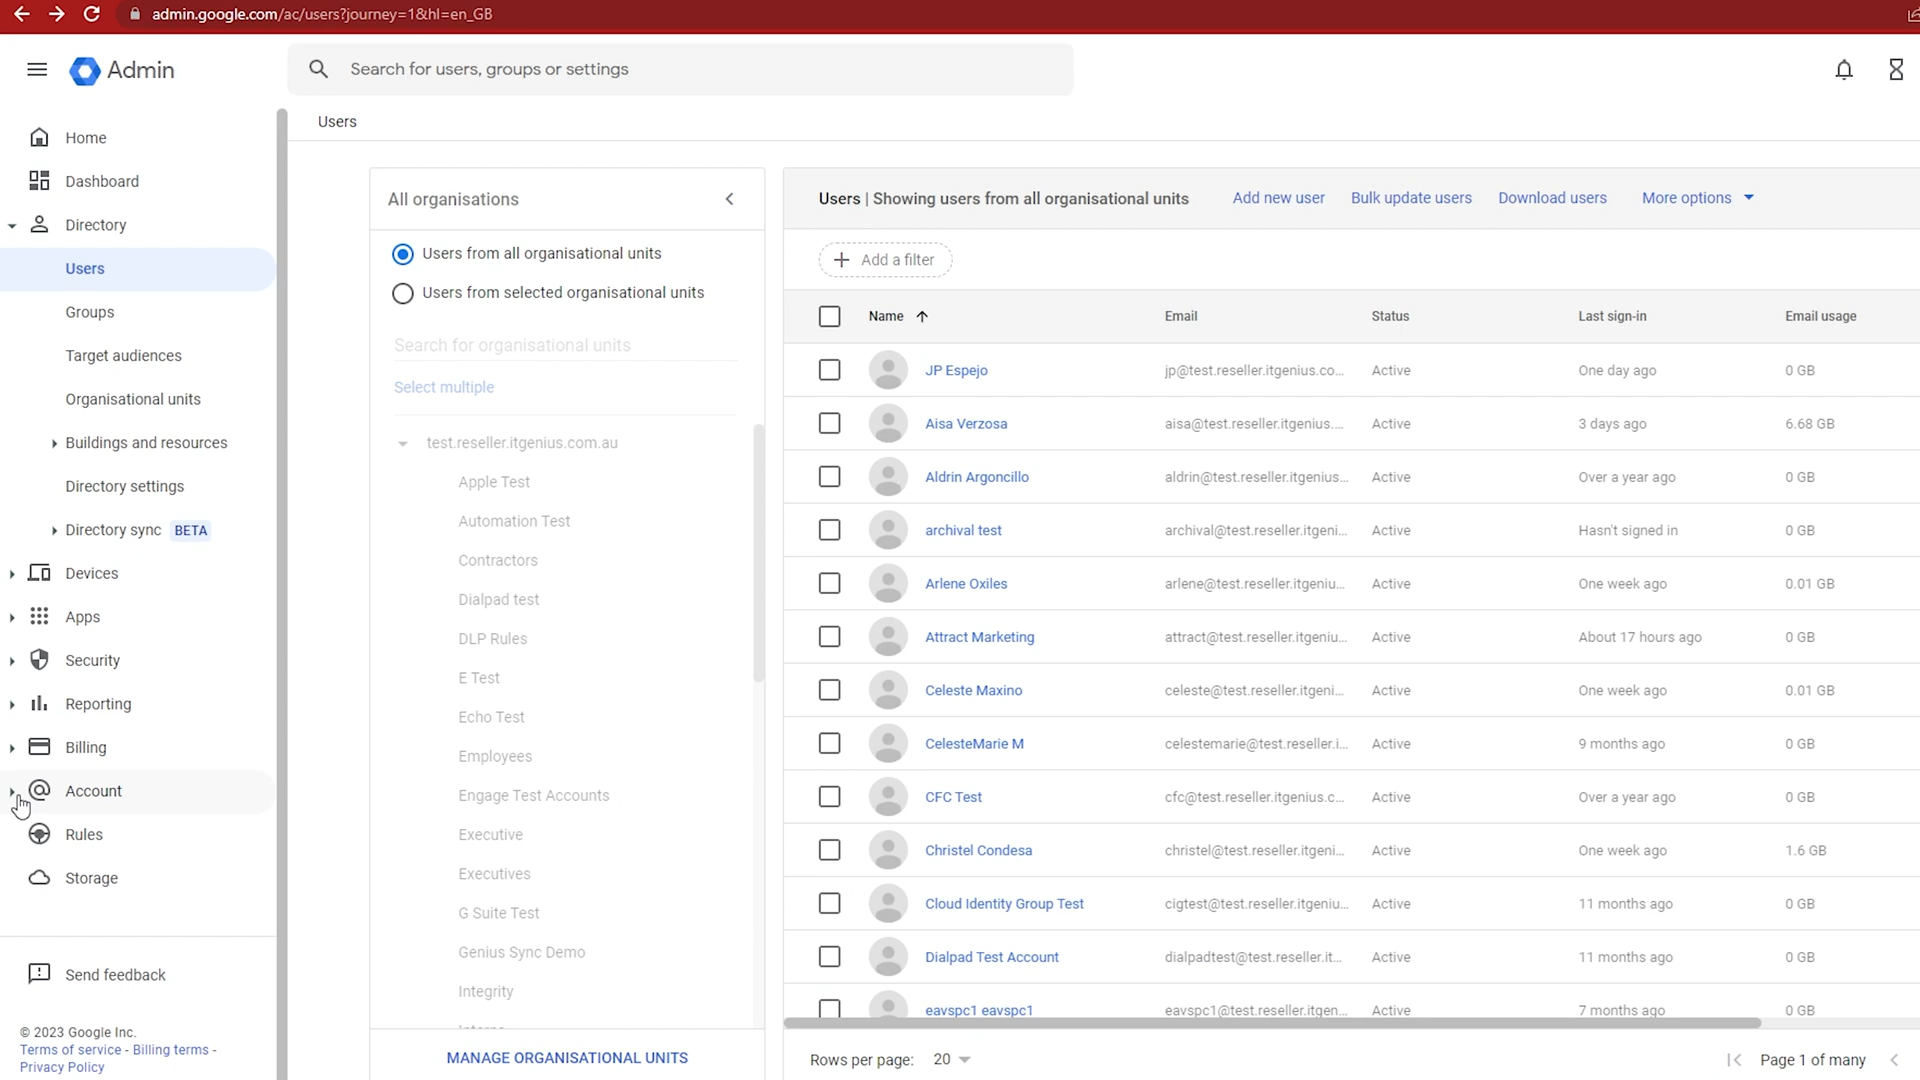 admin.google.com/ac/users?journey=1&hl=en_GB
Admin
Search for users, groups or settings
Home
Dashboard
Directory
Users
Groups
Target audiences
Organisational units
Buildings and resources
Directory settings
Directory sync BETA
Devices
Apps
Security
Reporting
Billing
Account
Rules
Storage
Send feedback
© 2023 Google Inc.
Terms of service - Billing terms -
Privacy Policy
Users
All organisations
Users from all organisational units
Users from selected organisational units
Search for organisational units
Select multiple
test.reseller.itgenius.com.au
Apple Test
Automation Test
Contractors
Dialpad test
DLP Rules
E Test
Echo Test
Employees
Engage Test Accounts
Executive
Executives
G Suite Test
Genius Sync Demo
Integrity
MANAGE ORGANISATIONAL UNITS
Users | Showing users from all organisational units Add new user Bulk update users Download users More options
Add a filter
Name Email Status Last sign-in Email usage
JP Espejo jp@test.reseller.itgenius.co... Active One day ago 0 GB
Aisa Verzosa aisa@test.reseller.itgenius.... Active 3 days ago 6.68 GB
Aldrin Argoncillo aldrin@test.reseller.itgenius... Active Over a year ago 0 GB
archival test archival@test.reseller.itgeni... Active Hasn't signed in 0 GB
Arlene Oxiles arlene@test.reseller.itgeniu... Active One week ago 0.01 GB
Attract Marketing attract@test.reseller.itgeniu... Active About 17 hours ago 0 GB
Celeste Maxino celeste@test.reseller.itgeni... Active One week ago 0.01 GB
CelesteMarie M celestemarie@test.reseller.i... Active 9 months ago 0 GB
CFC Test cfc@test.reseller.itgenius.c... Active Over a year ago 0 GB
Christel Condesa christel@test.reseller.itgeni... Active One week ago 1.6 GB
Cloud Identity Group Test cigtest@test.reseller.itgeniu... Active 11 months ago 0 GB
Dialpad Test Account dialpadtest@test.reseller.it... Active 11 months ago 0 GB
eavspc1 eavspc1 eavspc1@test.reseller.itgen... Active 7 months ago 0 GB
Rows per page: 20 Page 1 of many